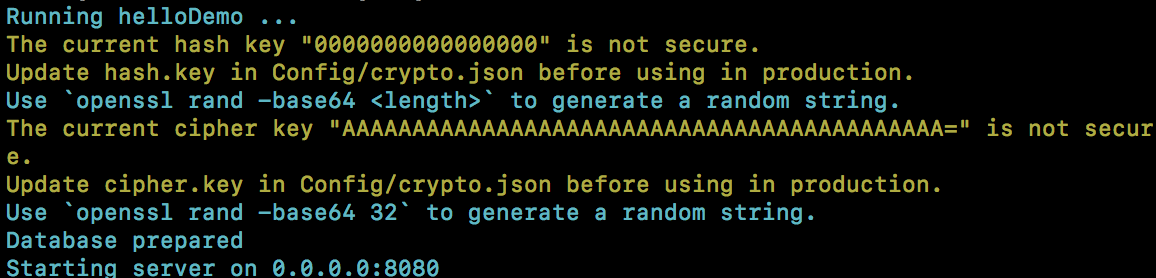 Running helloDemo ...
The current hash key "0000000000000000" is not secure.
Update hash.key in Config/crypto.json before using in production.
Use `openssl rand -base64 <length>` to generate a random string.
The current cipher key "AAAAAAAAAAAAAAAAAAAAAAAAAAAAAAAAAAAAAAAAAAA=" is not secur
e.
Update cipher.key in Config/crypto.json before using in production.
Use `openssl rand -base64 32` to generate a random string.
Database prepared
Starting server on 0.0.0.0:8080